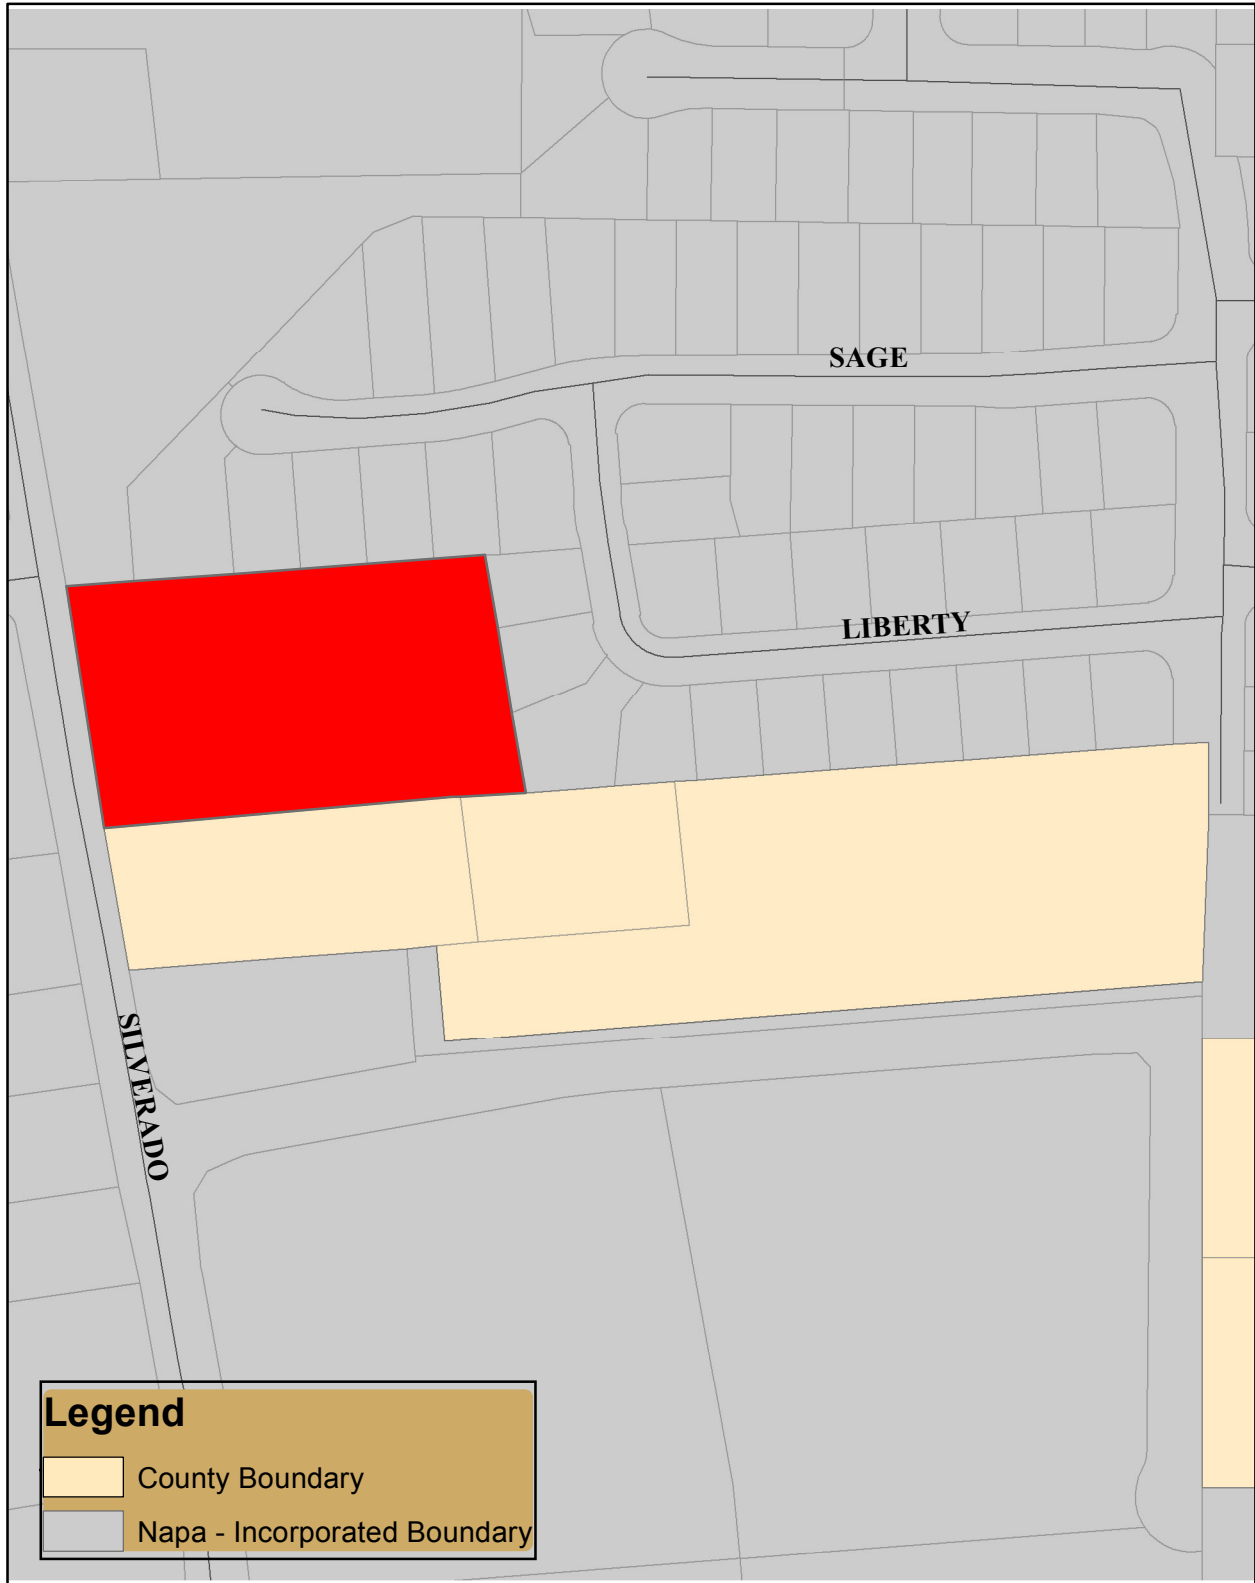 SAGE
LIBERTY
SILVERADO
Legend
County Boundary
Napa - Incorporated Boundary